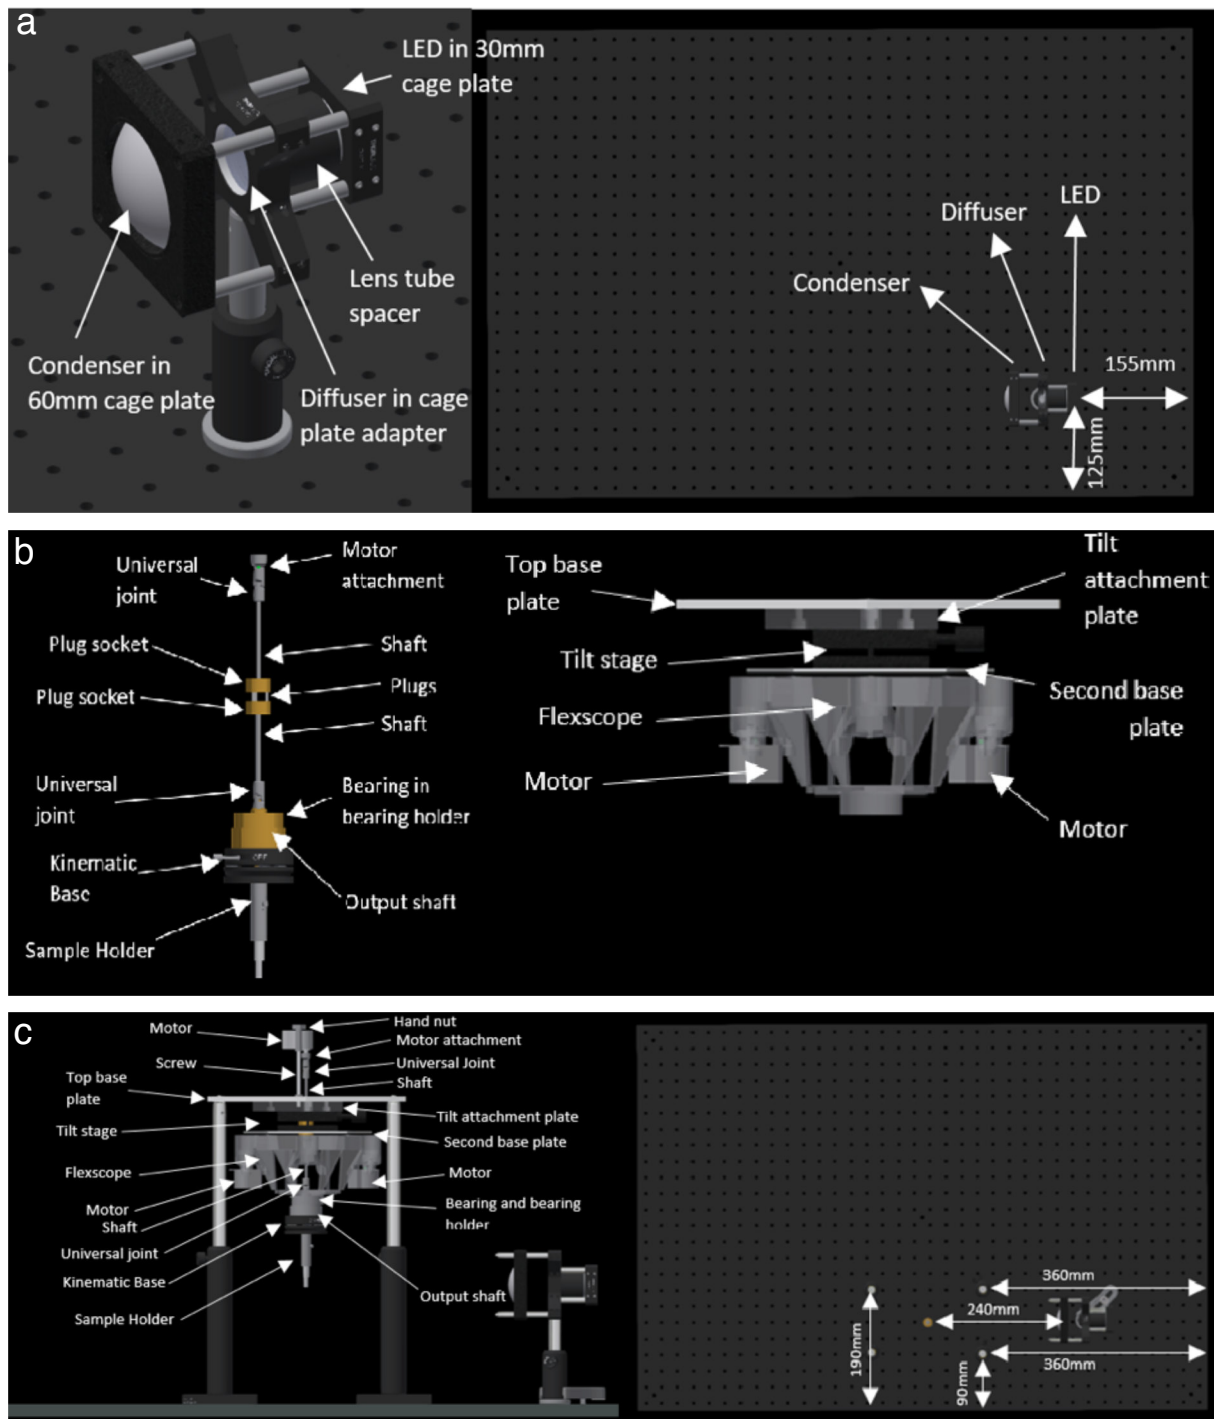 a
LED in 30mm
cage plate
Lens tube
spacer
Condenser in
60mm cage plate
Diffuser in cage
plate adapter
LED
Diffuser
Condenser
155mm
125mm
b
Universal
joint
Motor
attachment
Plug socket
Shaft
Plug socket
Plugs
Shaft
Universal
joint
Bearing in
bearing holder
Kinematic
Base
OFF
Output shaft
Sample Holder
Top base
plate
Tilt
attachment
plate
Tilt stage
Second base
plate
Flexscope
Motor
Motor
c
Motor
Hand nut
Motor attachment
Screw
Universal Joint
Shaft
Top base
plate
Tilt attachment plate
Tilt stage
Second base plate
Flexscope
Motor
Motor
Shaft
Bearing and bearing
holder
Universal joint
Kinematic Base
Output shaft
Sample Holder
360mm
240mm
190mm
360mm
90mm